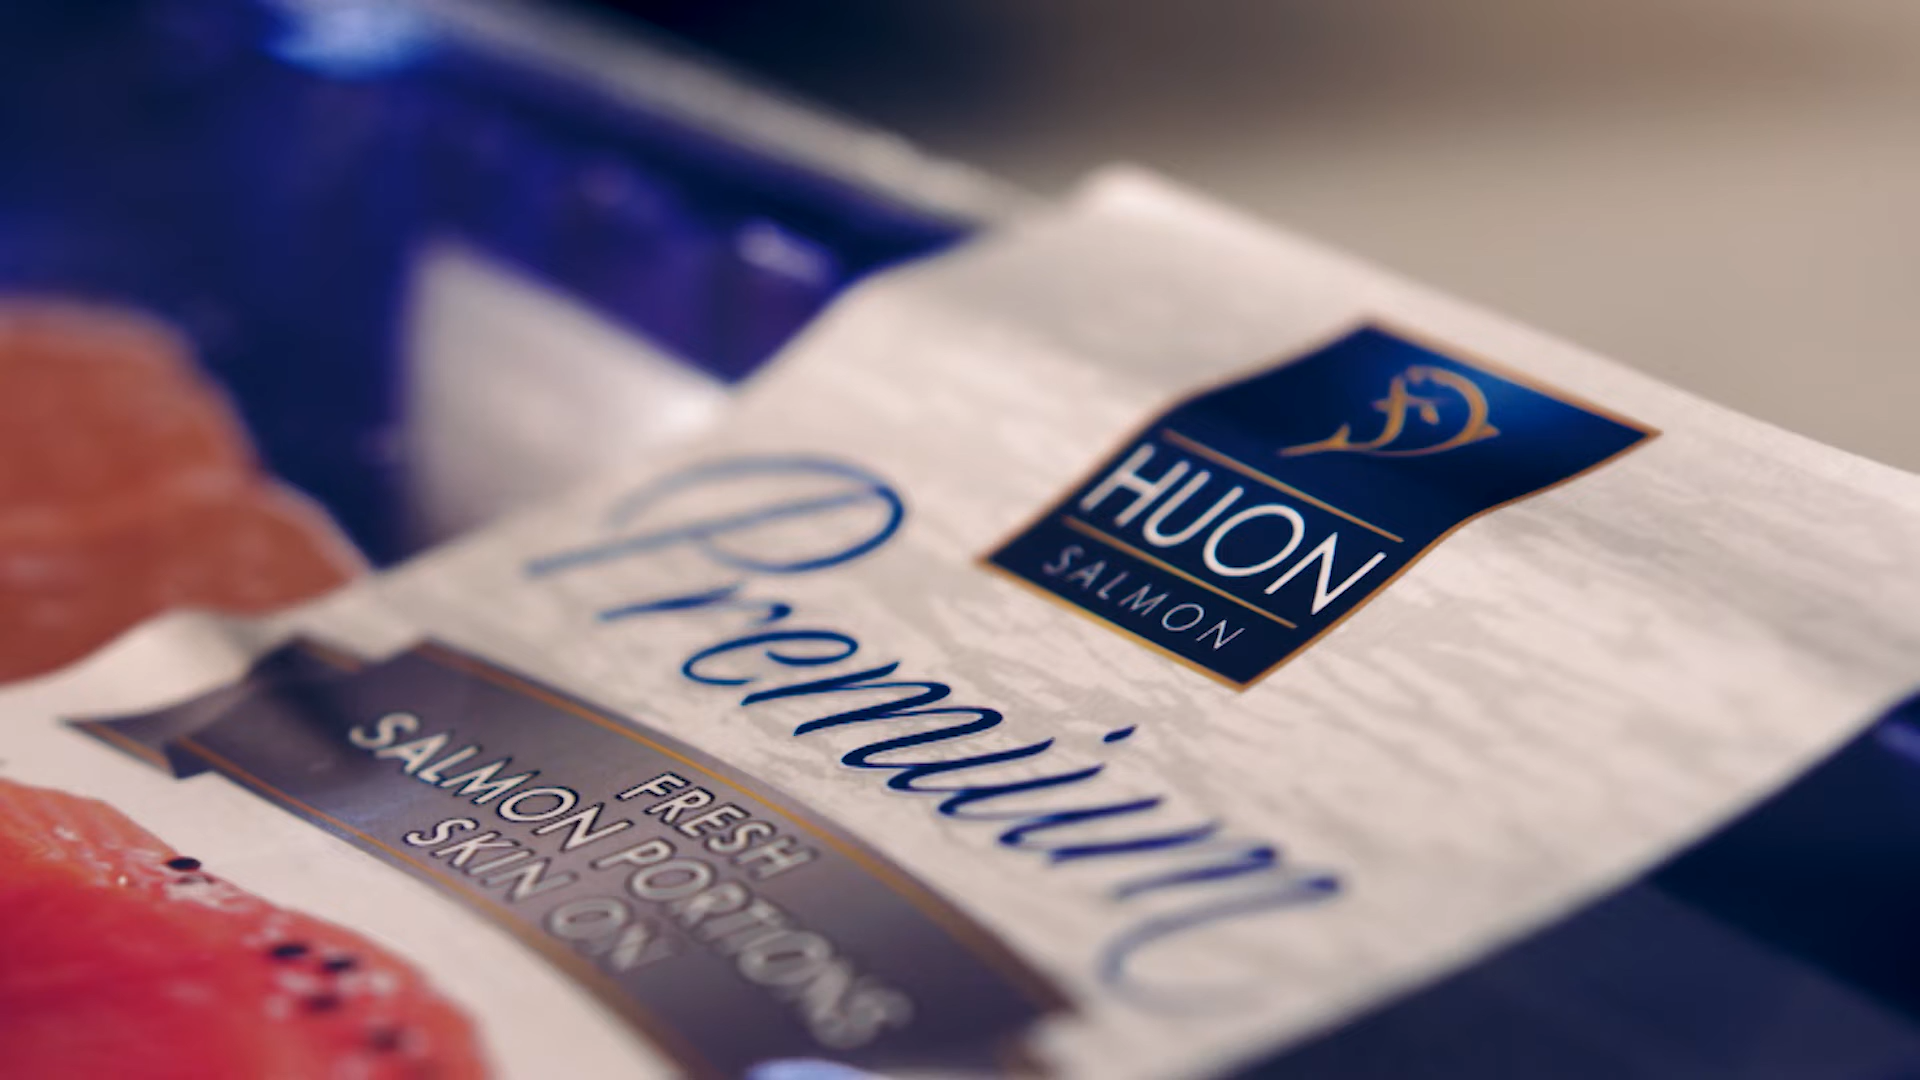 HUON
SALMON
Premium
FRESH
SALMON PORTIONS
SKIN ON